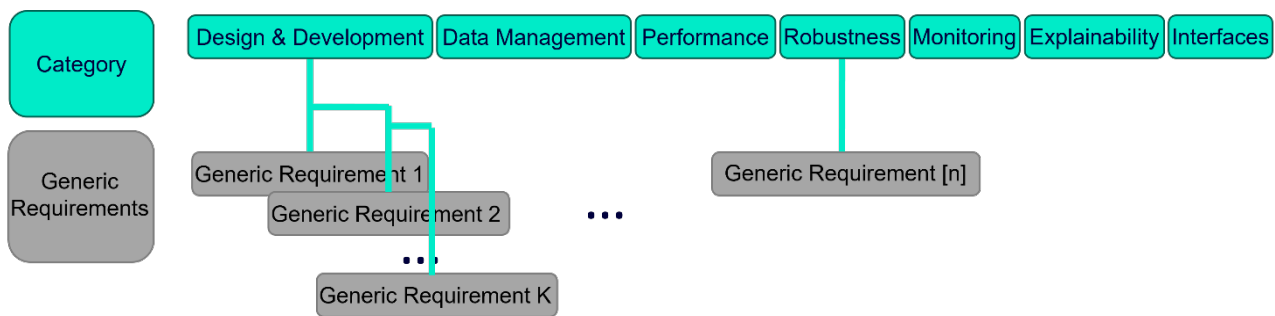 Category
Design & Development
Data Management
Performance
Robustness
Monitoring
Explainability
Interfaces
Generic
Requirements
Generic Requirement 1
Generic Requirement 2
...
Generic Requirement K
...
Generic Requirement [n]